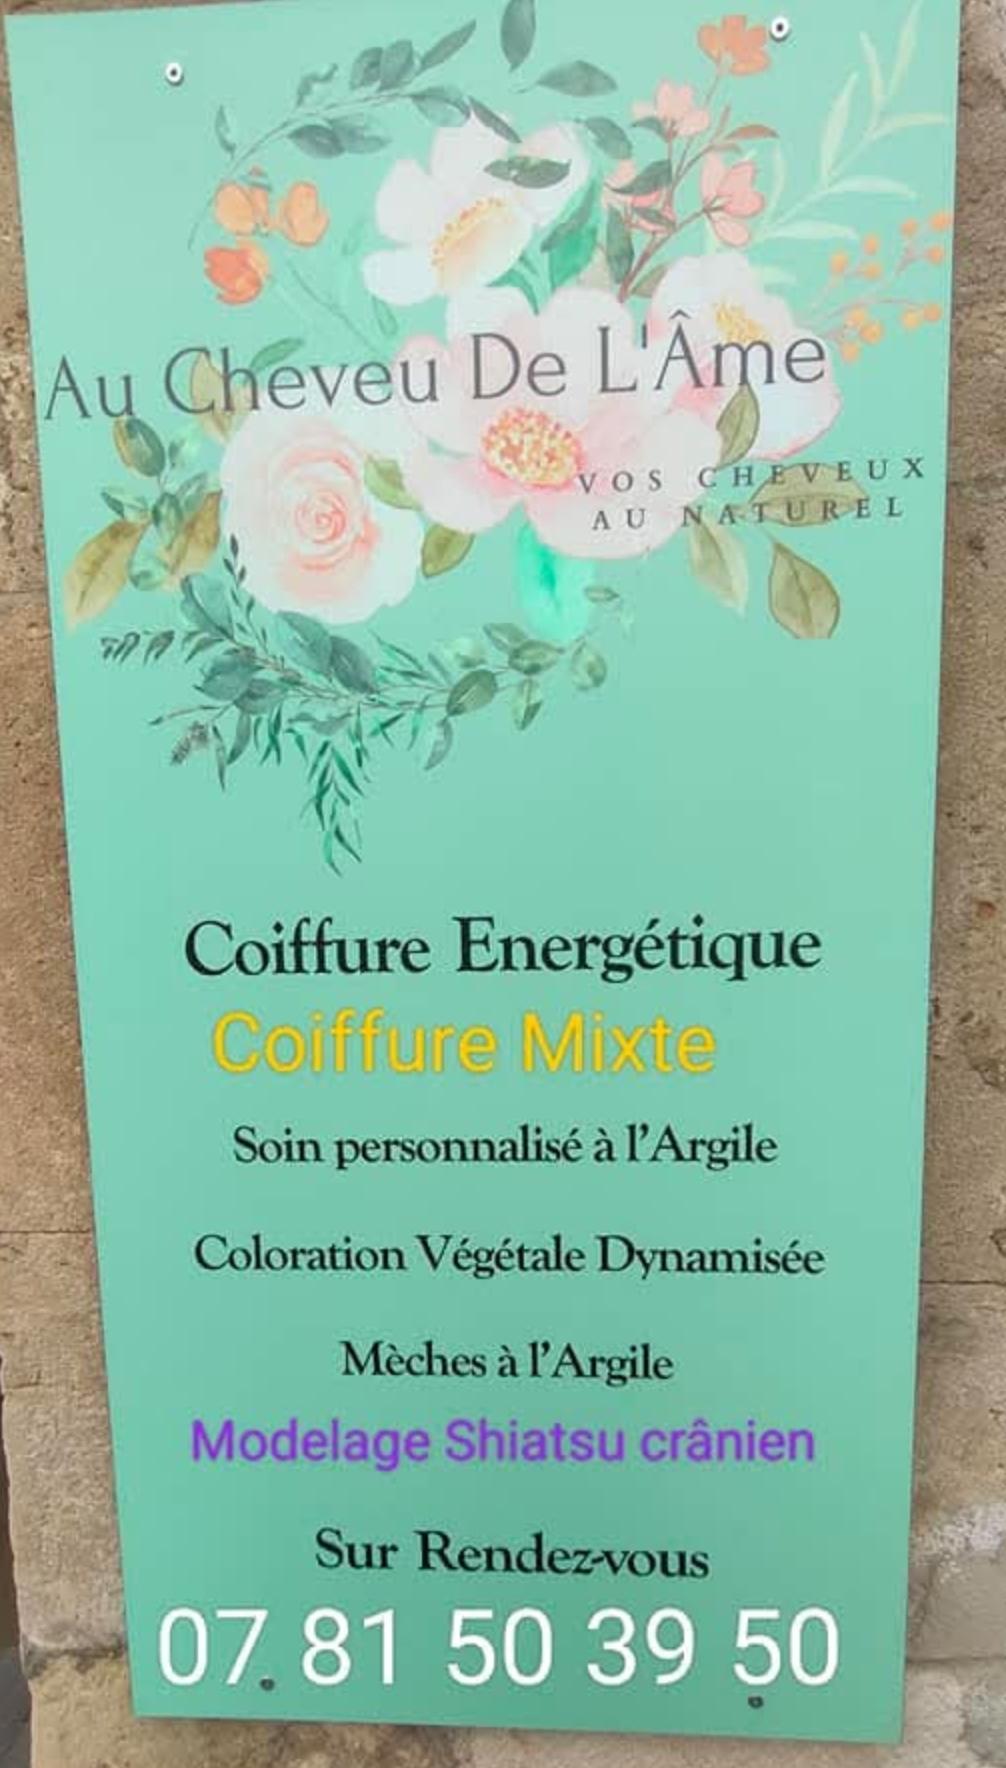 Au Cheveu De L'Âme
VOS CHEVEUX
AU NATUREL
Coiffure Energétique
Coiffure Mixte
Soin personnalisé à l'Argile
Coloration Végétale Dynamisée
Mèches à l'Argile
Modelage Shiatsu crânien
Sur Rendez-vous
07 81 50 39 50